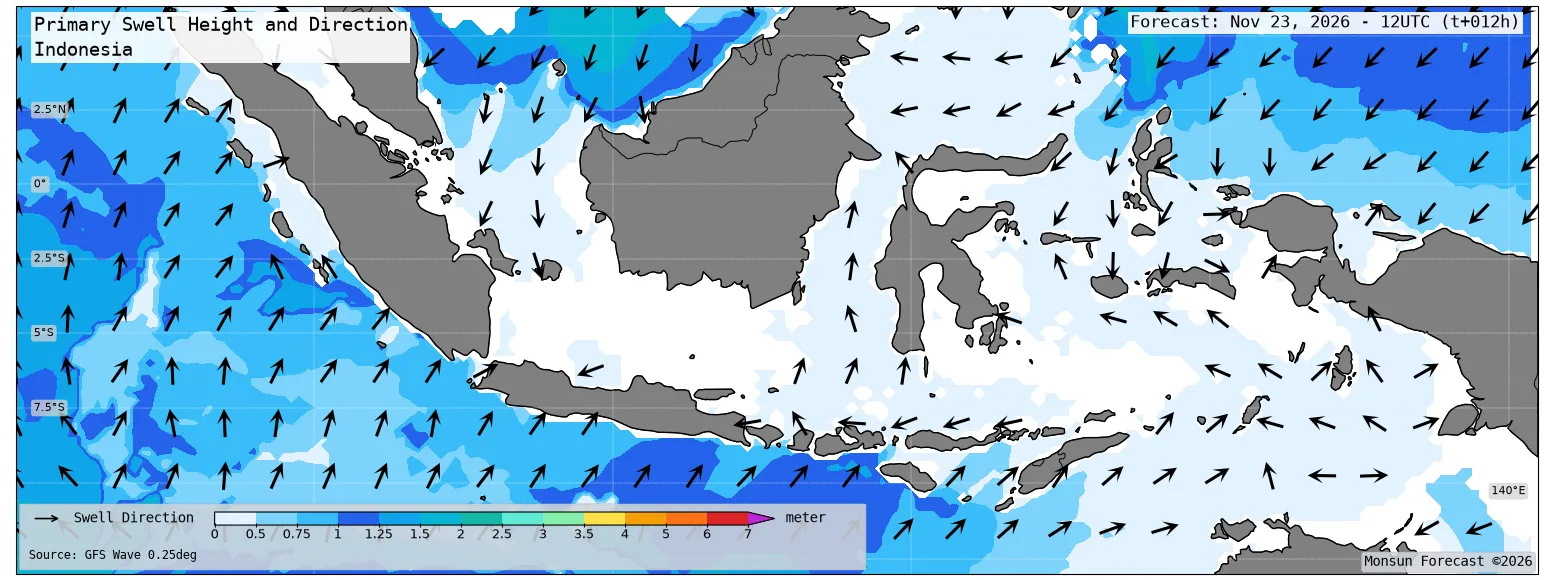 Primary Swell Height and Direction
Indonesia
Forecast: Nov 23, 2026 - 12UTC (t+012h)
2.5°N
0°
2.5°S
5°S
7.5°S
140°E
Swell Direction
meter
0 0.5 0.75 1 1.25 1.5 2 2.5 3 3.5 4 5 6 7
Source: GFS Wave 0.25deg
Monsun Forecast ©2026